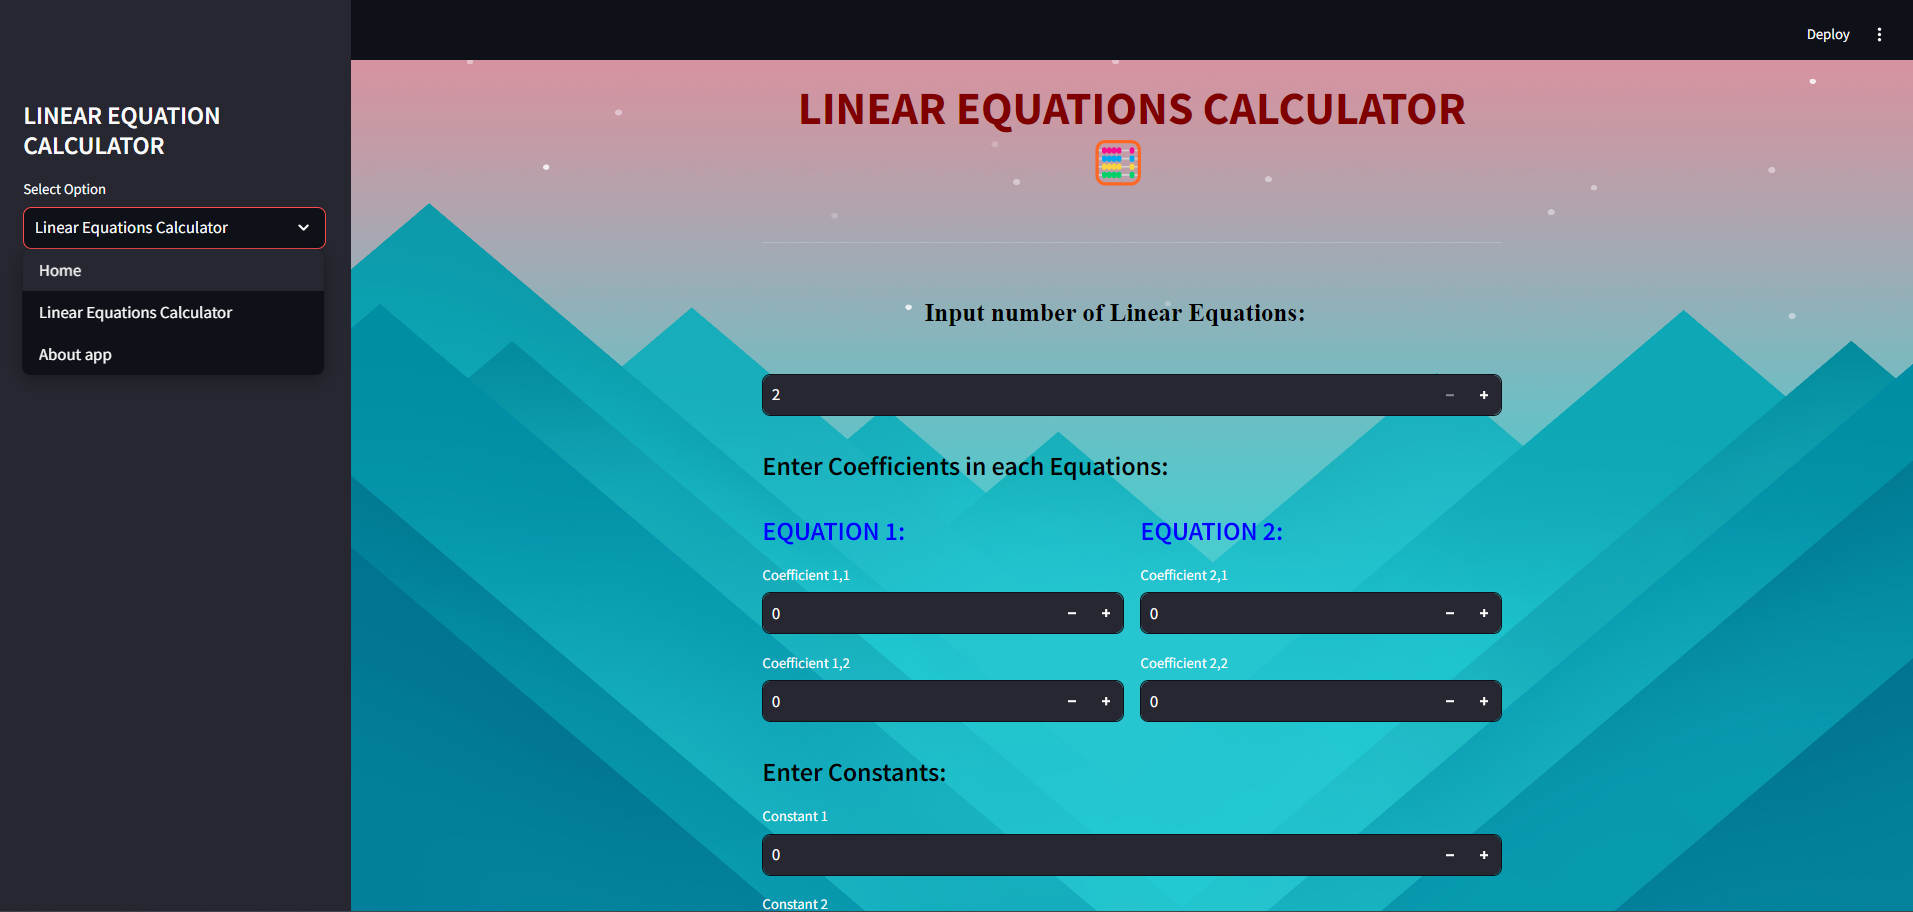 Deploy
LINEAR EQUATION
CALCULATOR
Select Option
Linear Equations Calculator
Home
Linear Equations Calculator
About app
LINEAR EQUATIONS CALCULATOR
Input number of Linear Equations:
2
Enter Coefficients in each Equations:
EQUATION 1:
Coefficient 1,1
0
Coefficient 1,2
0
EQUATION 2:
Coefficient 2,1
0
Coefficient 2,2
0
Enter Constants:
Constant 1
0
Constant 2